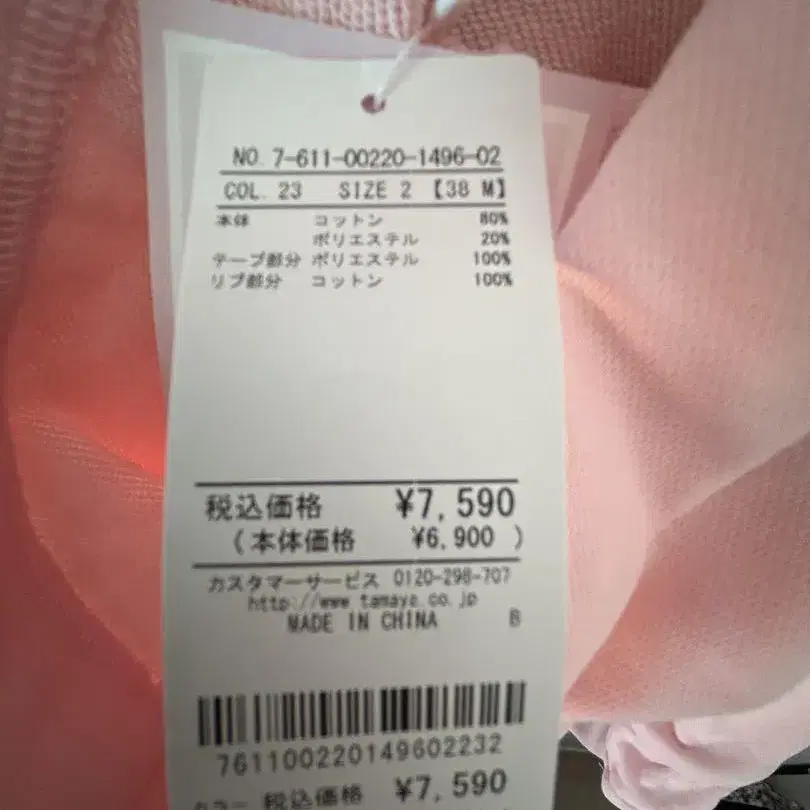 NO. 7-611-00220-1496-02
COL. 23 SIZE 2 【38 M】
本体 コットン 80%
ポリエステル 20%
テープ部分 ポリエステル 100%
リブ部分 コットン 100%
税込価格 ¥7,590
(本体価格 ¥6,900 )
カスタマーサービス 0120-298-707
http://www.tamaya.co.jp
MADE IN CHINA B
761100220149602232
カラー 税込価格 ¥7,590